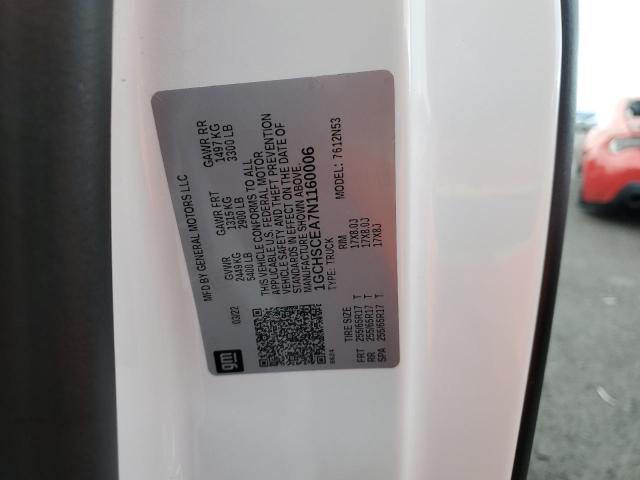 gm
MFD BY GENERAL MOTORS LLC
03/22
GVWR
2449 KG
5400 LB
GAWR FRT
1315 KG
2900 LB
GAWR RR
1497 KG
3300 LB
THIS VEHICLE CONFORMS TO ALL
APPLICABLE U.S. FEDERAL MOTOR
VEHICLE SAFETY AND THEFT PREVENTION
STANDARDS IN EFFECT ON THE DATE OF
MANUFACTURE SHOWN ABOVE.
1GCHSCEA7N1160006
TYPE: TRUCK
MODEL: 7612N53
TIRE SIZE RIM
FRT 255/65R17 T 17X8.0J
RR 255/65R17 T 17X8.0J
SPA 255/65R17 T 17X8J